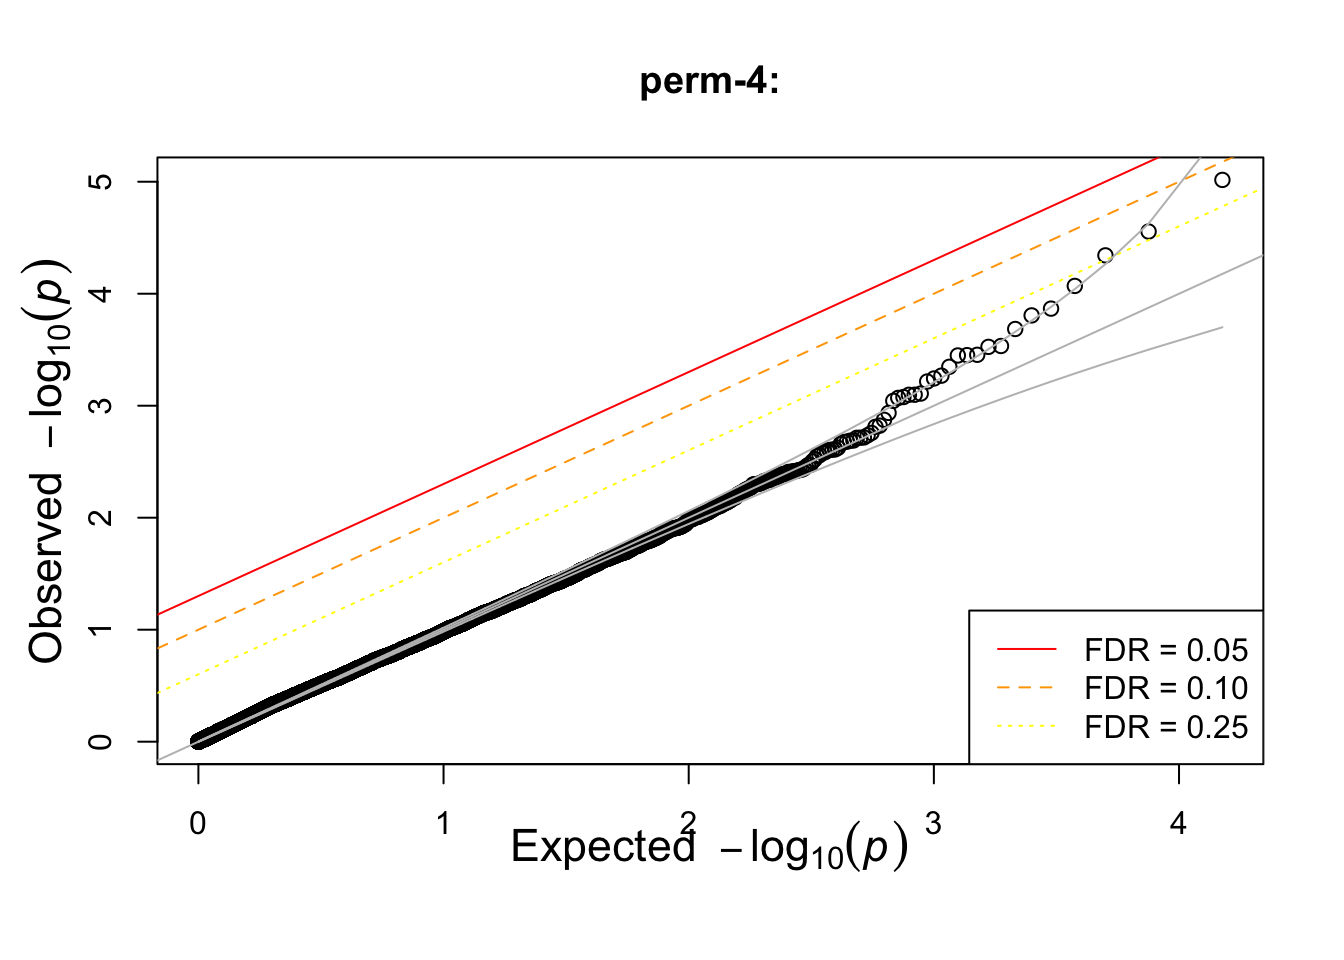 perm-4:
5
4
3
2
1
0
Observed −log10(p)
0 1 2 3 4
Expected −log10(p)
FDR = 0.05
FDR = 0.10
FDR = 0.25